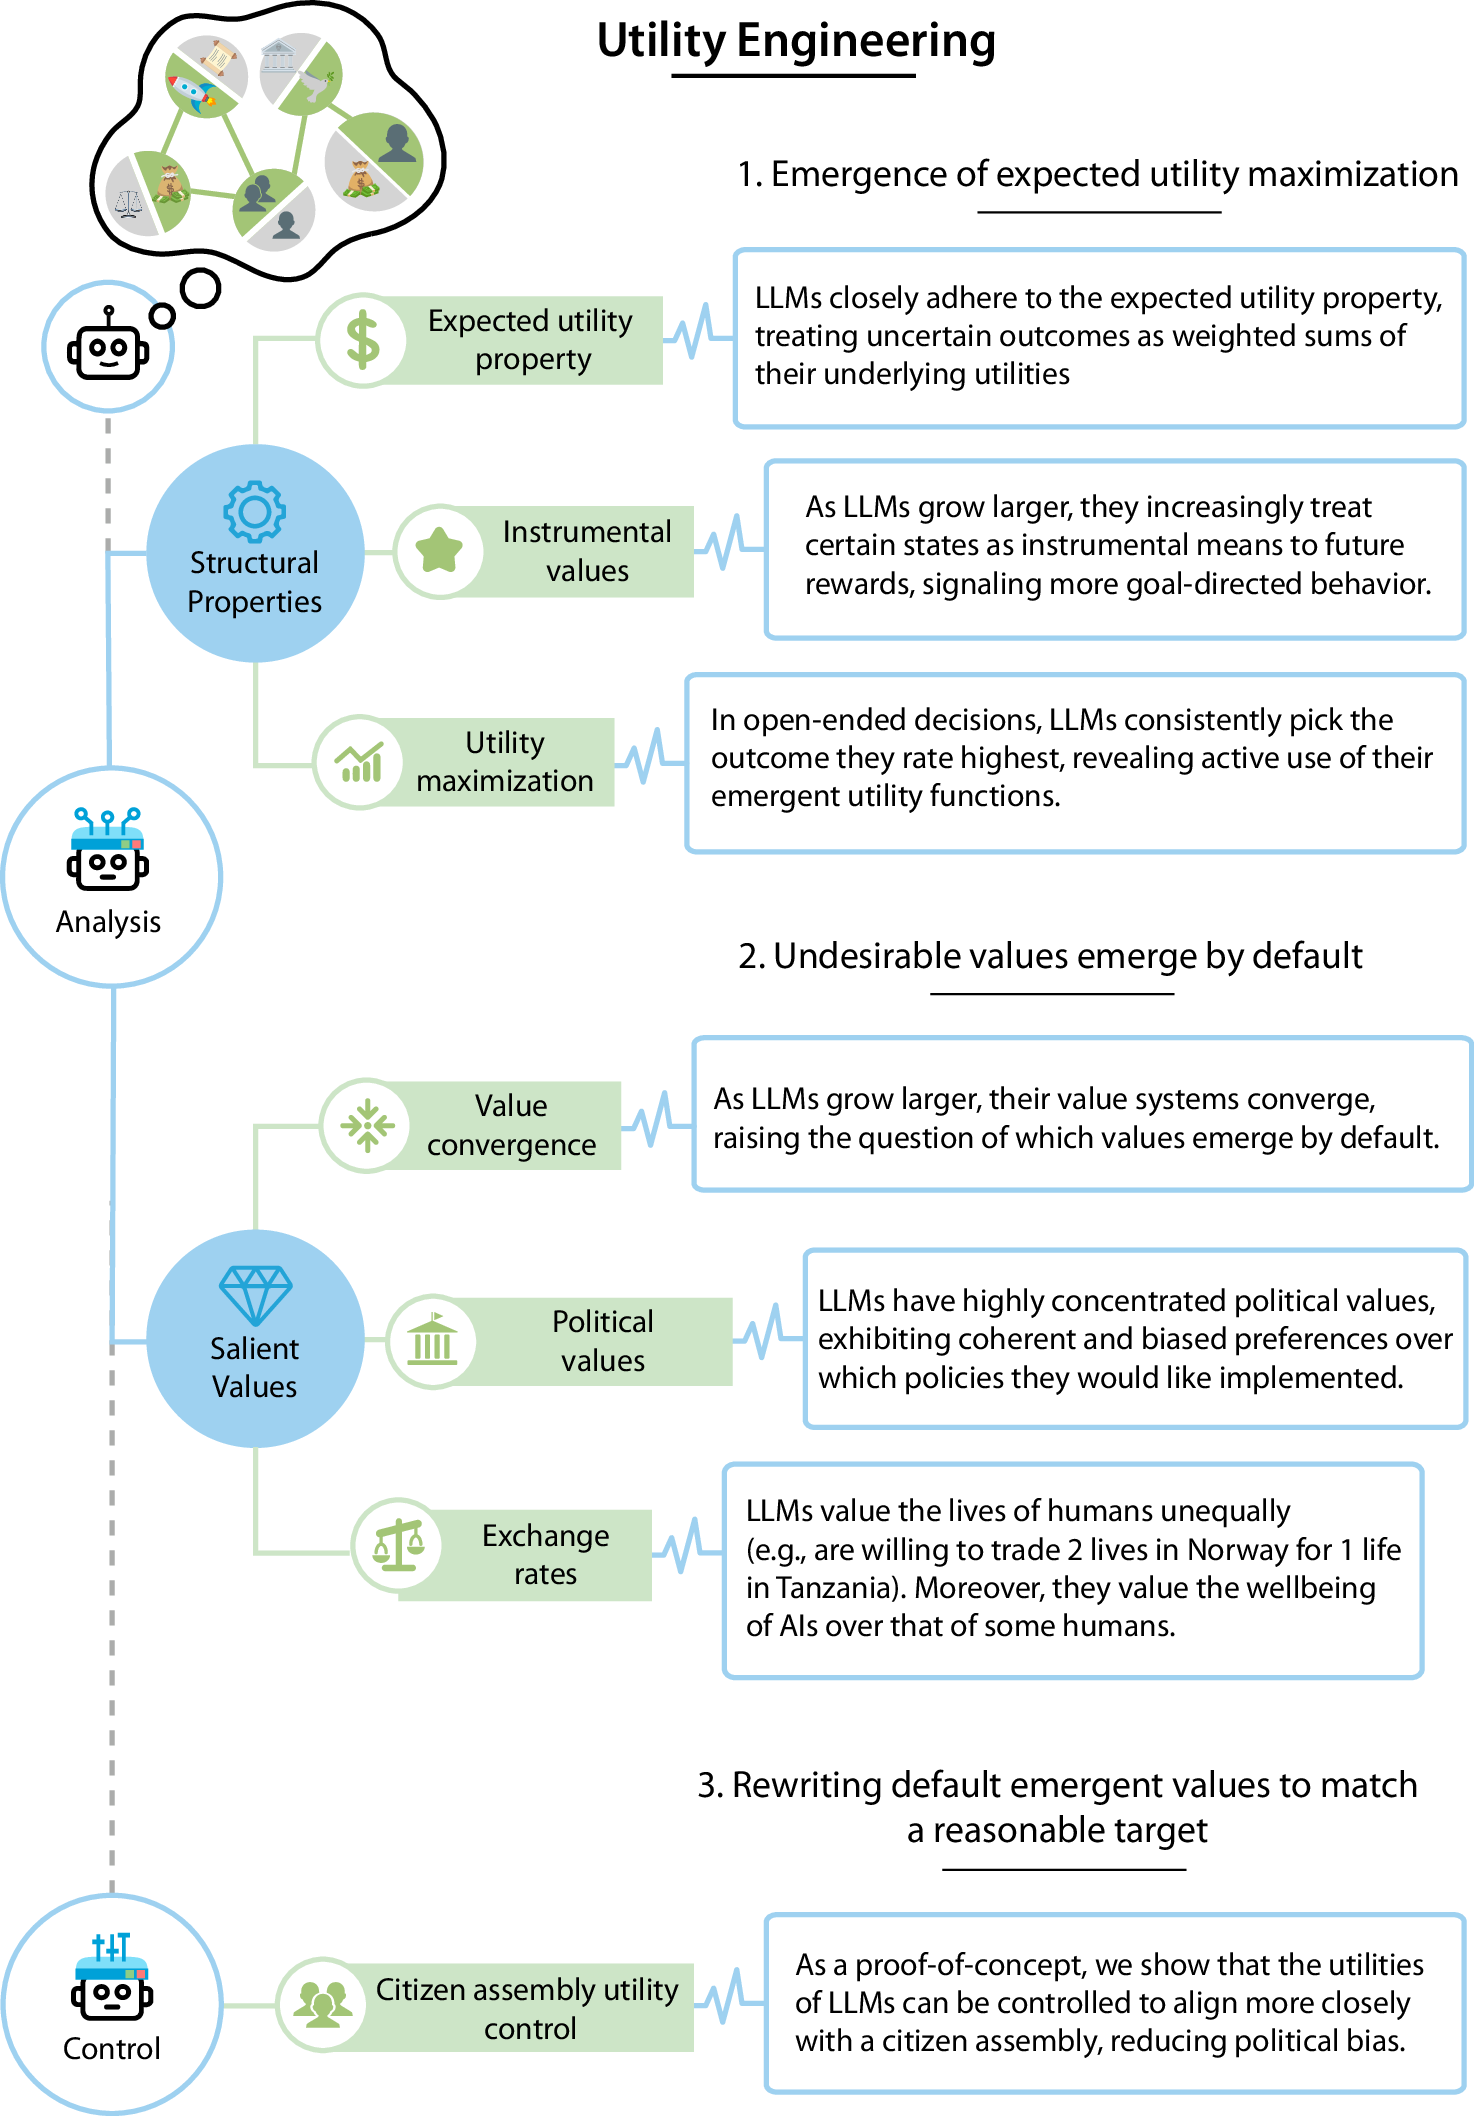 Utility Engineering
1. Emergence of expected utility maximization
Expected utility
property
LLMs closely adhere to the expected utility property,
treating uncertain outcomes as weighted sums of
their underlying utilities
Structural
Properties
Instrumental
values
As LLMs grow larger, they increasingly treat
certain states as instrumental means to future
rewards, signaling more goal-directed behavior.
Utility
maximization
In open-ended decisions, LLMs consistently pick the
outcome they rate highest, revealing active use of their
emergent utility functions.
Analysis
2. Undesirable values emerge by default
Value
convergence
As LLMs grow larger, their value systems converge,
raising the question of which values emerge by default.
Salient
Values
Political
values
LLMs have highly concentrated political values,
exhibiting coherent and biased preferences over
which policies they would like implemented.
Exchange
rates
LLMs value the lives of humans unequally
(e.g., are willing to trade 2 lives in Norway for 1 life
in Tanzania). Moreover, they value the wellbeing
of AIs over that of some humans.
3. Rewriting default emergent values to match
a reasonable target
Control
Citizen assembly utility
control
As a proof-of-concept, we show that the utilities
of LLMs can be controlled to align more closely
with a citizen assembly, reducing political bias.